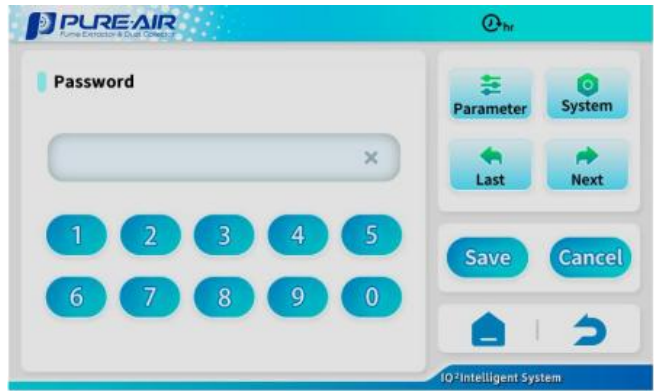 PURE-AIR
Fume Extractor & Dust Collector
hr
Password
×
1 2 3 4 5
6 7 8 9 0
Parameter System
Last Next
Save Cancel
IQ²Intelligent System